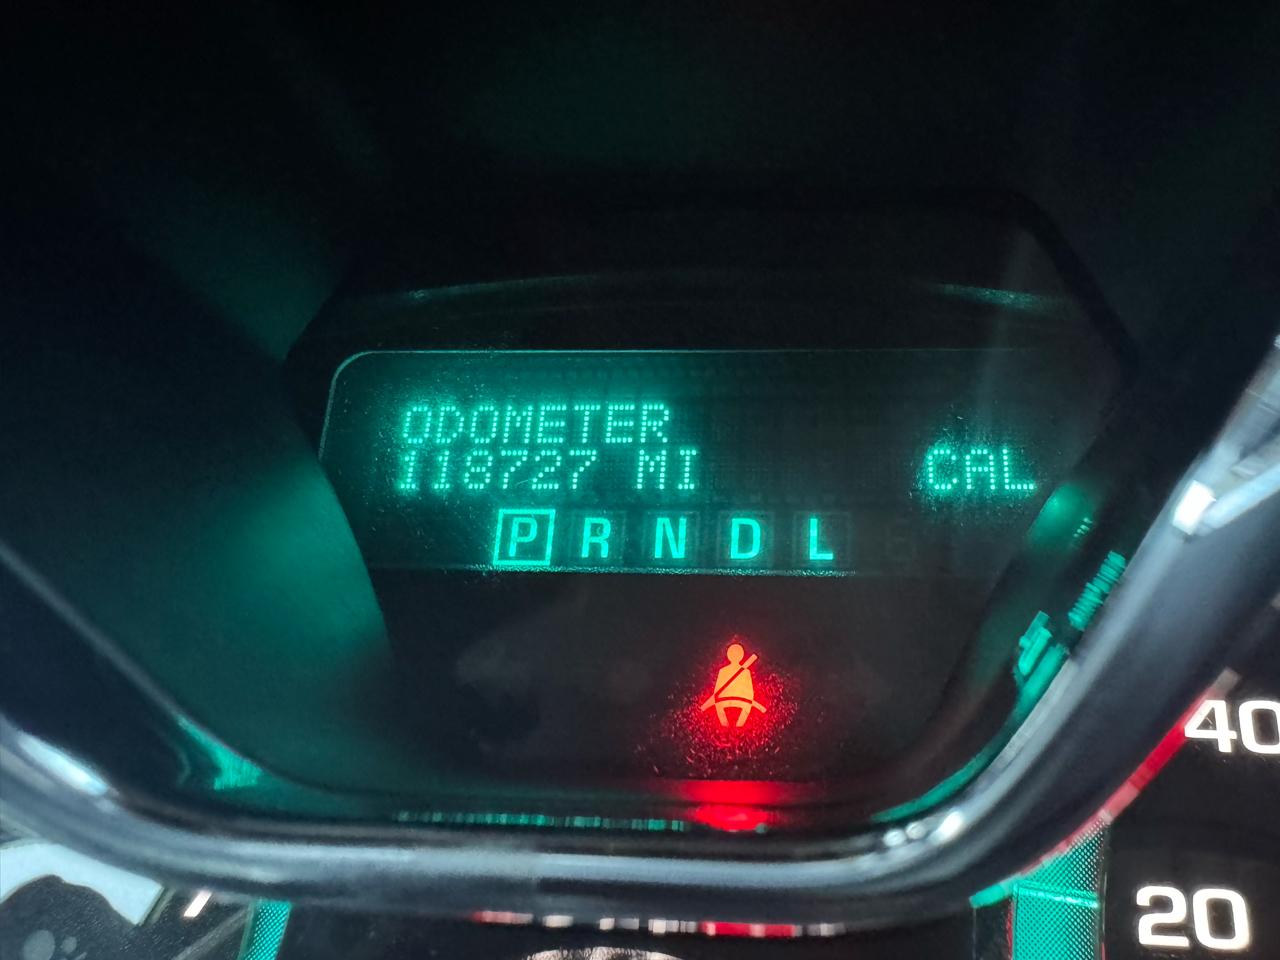 ODOMETER
118727 MI CAL
P R N D L
40
20